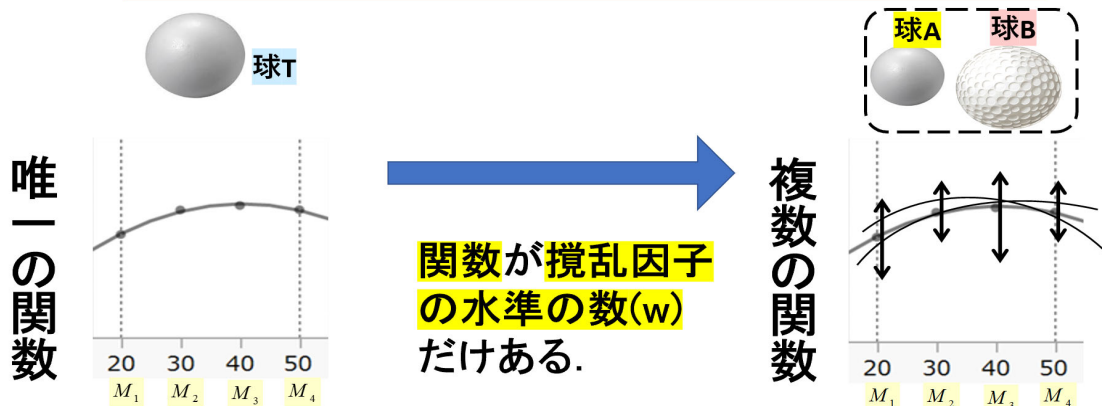 球T
球A
球B
唯一の関数
複数の関数
関数が撹乱因子
の水準の数(w)
だけある.
20 30 40 50
M1 M2 M3 M4
20 30 40 50
M1 M2 M3 M4